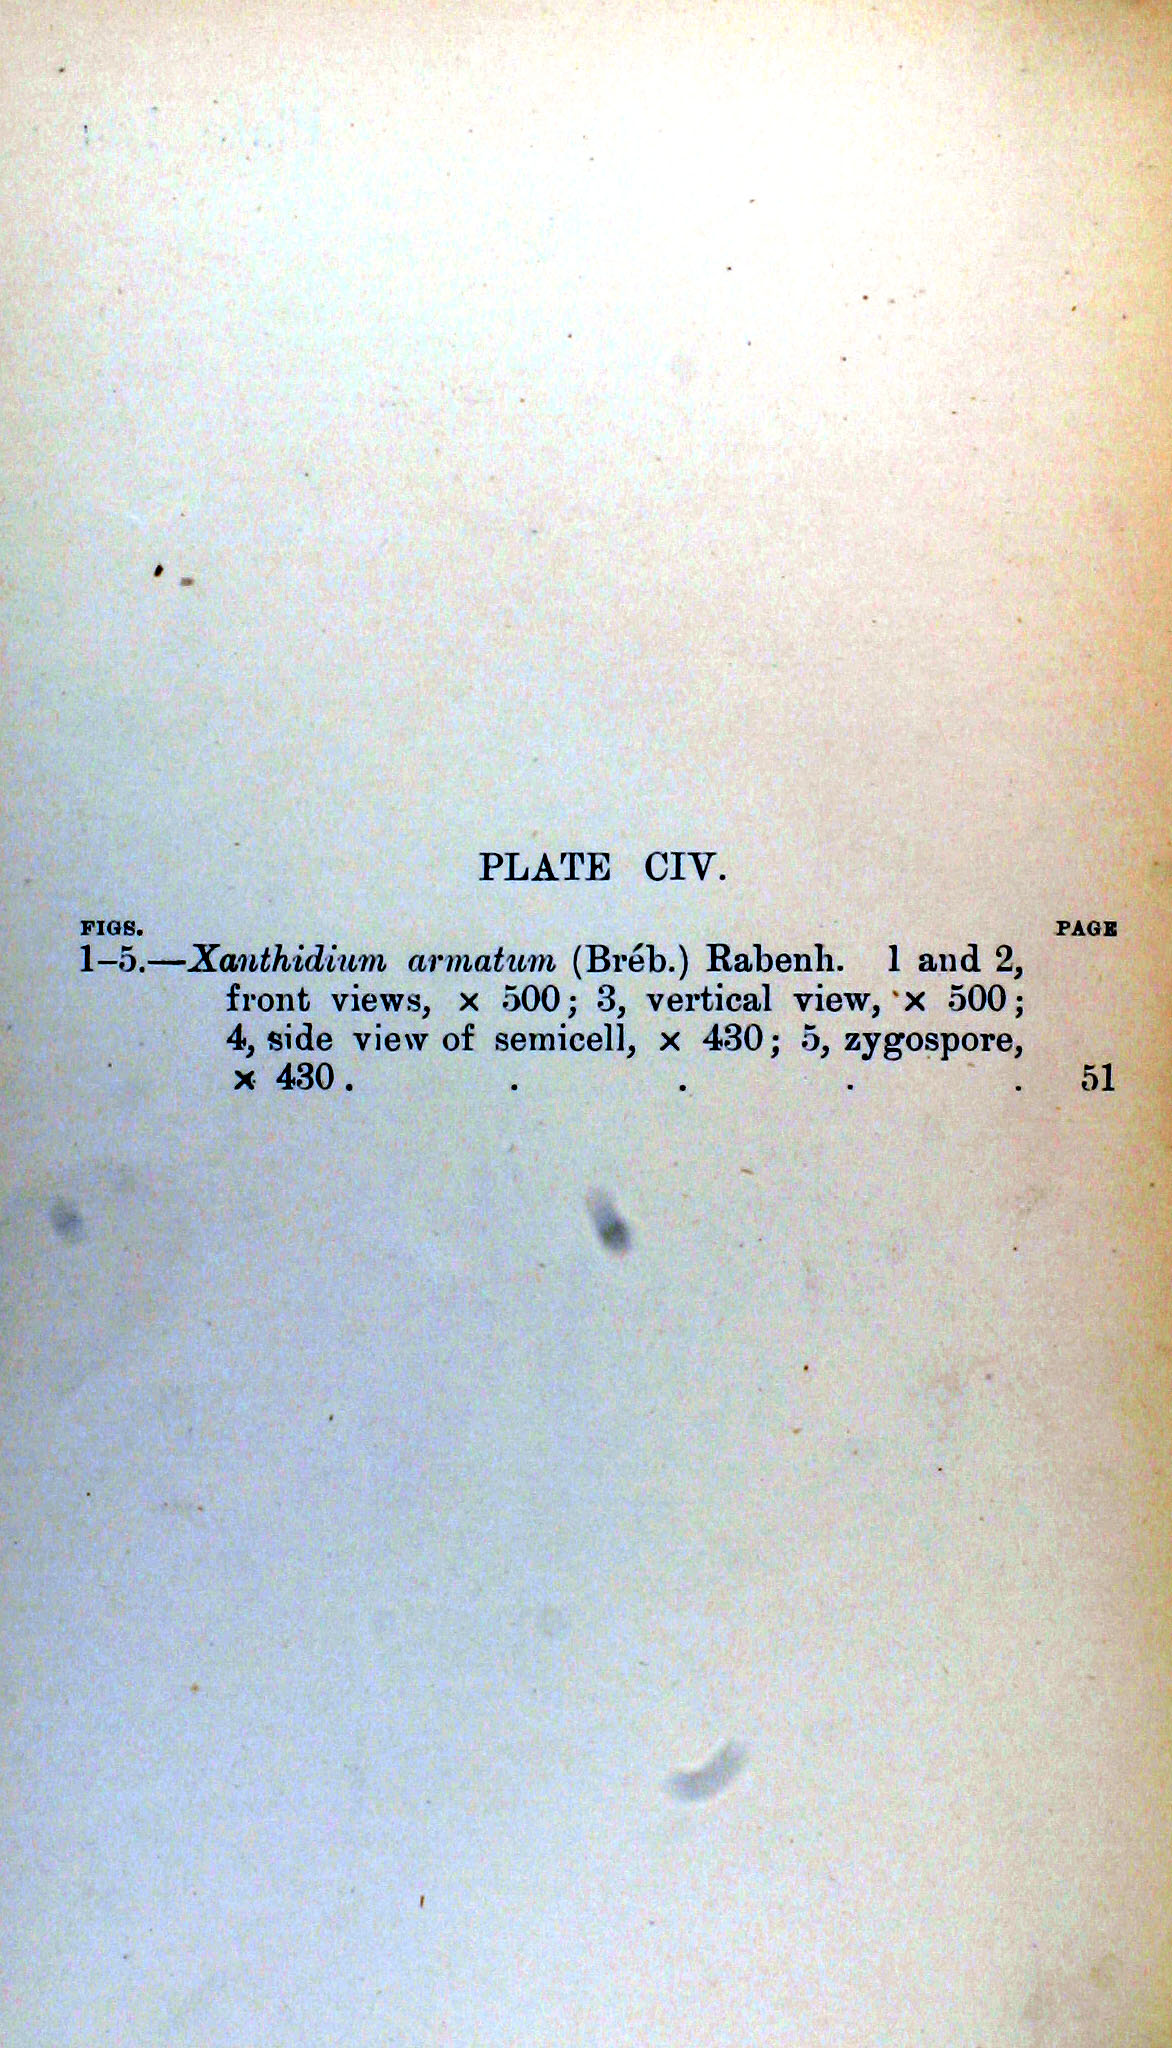 PLATE CIV.
FIGS. PAGE
1–5.—Xanthidium armatum (Bréb.) Rabenh. 1 and 2,
front views, × 500; 3, vertical view, × 500;
4, side view of semicell, × 430; 5, zygospore,
× 430 . . . . . 51